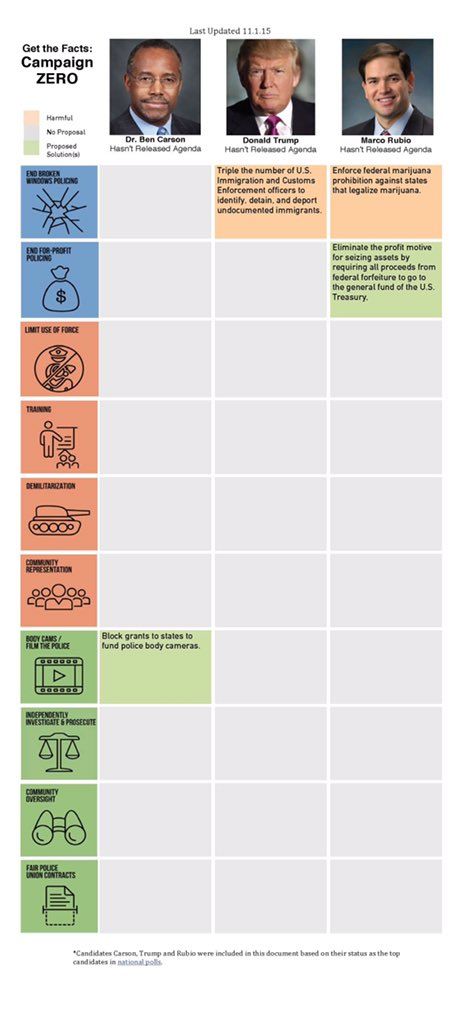 Last Updated 11.1.15
Get the Facts:
Campaign
ZERO
Harmful
No Proposal
Proposed
Solution(s)
Dr. Ben Carson
Hasn't Released Agenda
Donald Trump
Hasn't Released Agenda
Marco Rubio
Hasn't Released Agenda
END BROKEN
WINDOWS POLICING
Triple the number of U.S.
Immigration and Customs
Enforcement officers to
identify, detain, and deport
undocumented immigrants.
Enforce federal marijuana
prohibition against states
that legalize marijuana.
END FOR-PROFIT
POLICING
$
Eliminate the profit motive
for seizing assets by
requiring all proceeds from
federal forfeiture to go to
the general fund of the U.S.
Treasury.
LIMIT USE OF FORCE
TRAINING
DEMILITARIZATION
COMMUNITY
REPRESENTATION
BODY CAMS /
FILM THE POLICE
Block grants to states to
fund police body cameras.
INDEPENDENTLY
INVESTIGATE & PROSECUTE
COMMUNITY
OVERSIGHT
FAIR POLICE
UNION CONTRACTS
*Candidates Carson, Trump and Rubio were included in this document based on their status as the top
candidates in national polls.